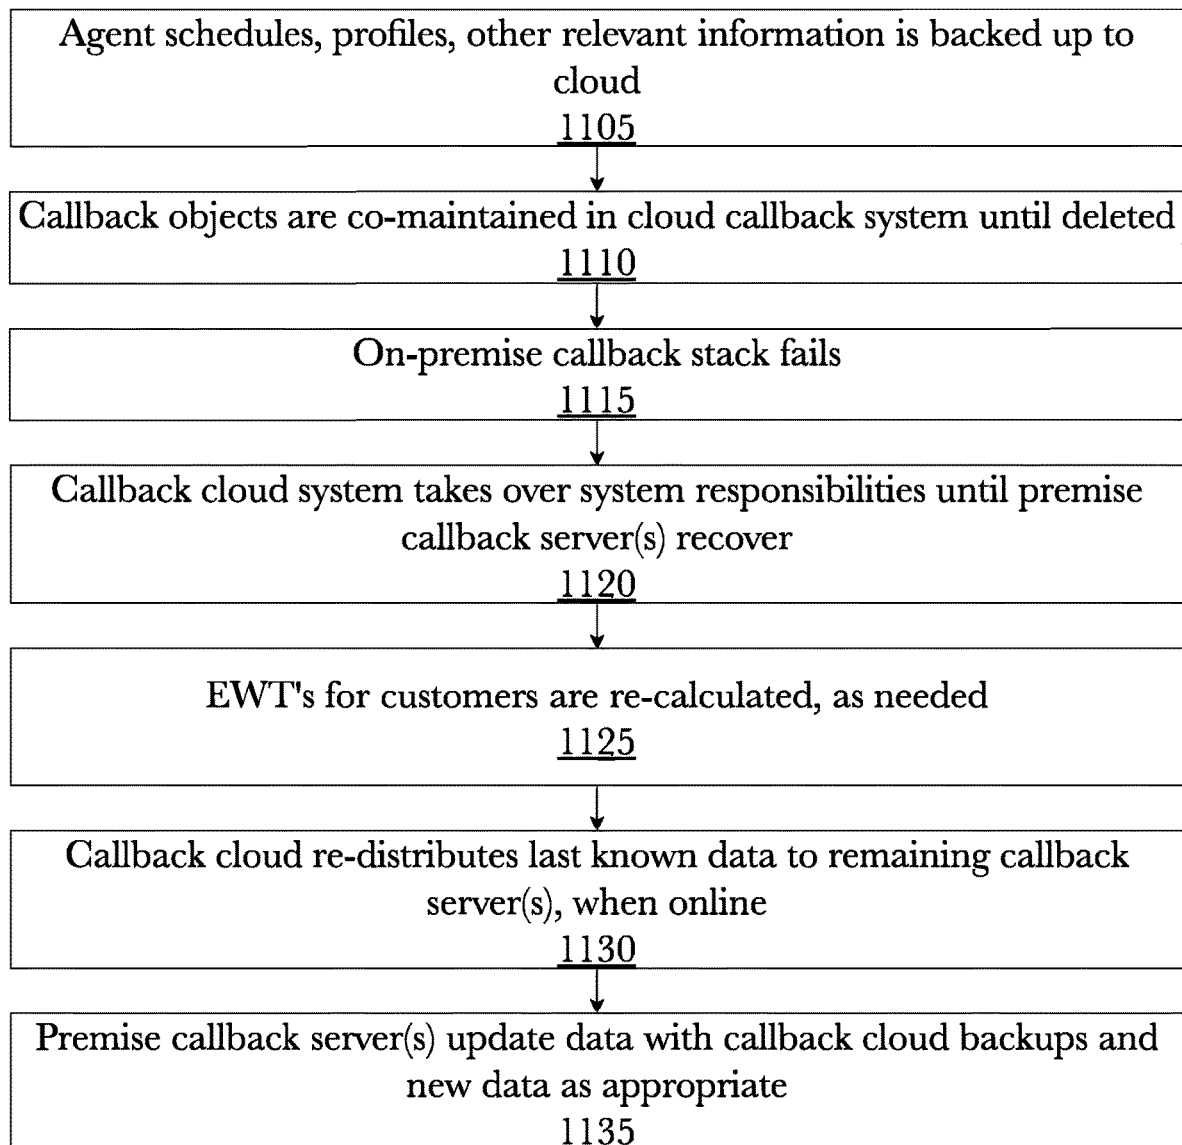 Agent schedules, profiles, other relevant information is backed up to
cloud
1105
Callback objects are co-maintained in cloud callback system until deleted
1110
On-premise callback stack fails
1115
Callback cloud system takes over system responsibilities until premise
callback server(s) recover
1120
EWT's for customers are re-calculated, as needed
1125
Callback cloud re-distributes last known data to remaining callback
server(s), when online
1130
Premise callback server(s) update data with callback cloud backups and
new data as appropriate
1135